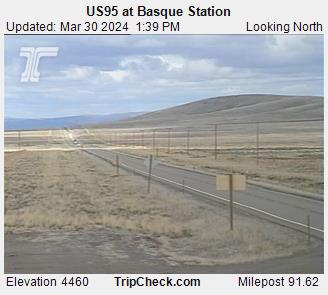 US95 at Basque Station
Updated: Mar 30 2024 1:39 PM Looking North
Elevation 4460 TripCheck.com Milepost 91.62